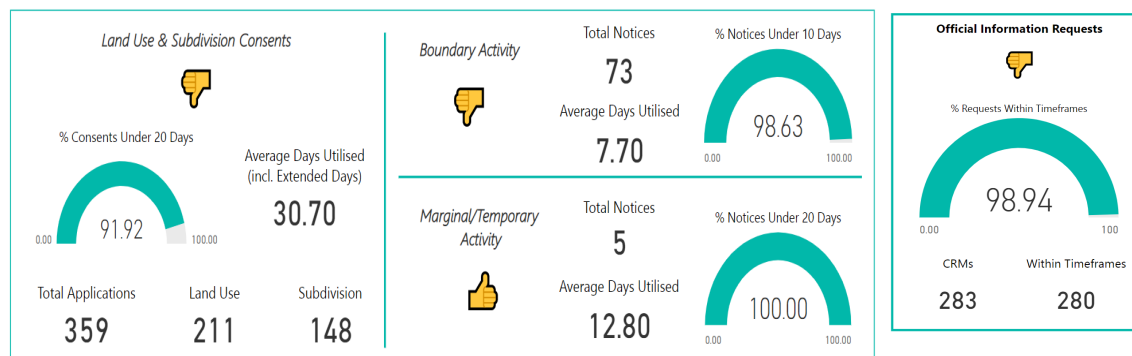 Land Use & Subdivision Consents
% Consents Under 20 Days
91.92
0.00
100.00
Average Days Utilised
(incl. Extended Days)
30.70
Total Applications
Land Use
Subdivision
359
211
148
Boundary Activity
Total Notices
73
Average Days Utilised
7.70
% Notices Under 10 Days
98.63
0.00
100.00
Marginal/Temporary
Activity
Total Notices
5
Average Days Utilised
12.80
% Notices Under 20 Days
100.00
0.00
100.00
Official Information Requests
% Requests Within Timeframes
98.94
0.00
100
CRMs
Within Timeframes
283
280